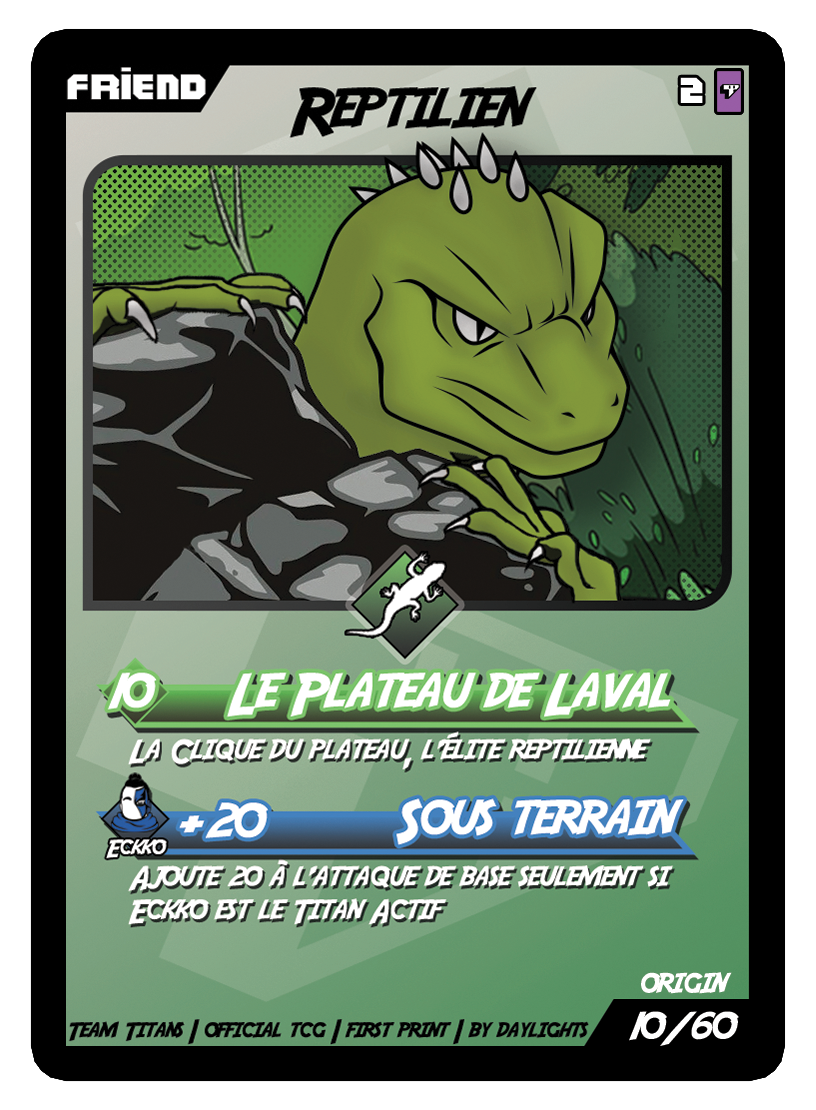 FRIEND
REPTILIEN
2
10 LE PLATEAU DE LAVAL
LA CLIQUE DU PLATEAU, L'ÉLITE REPTILIENNE
+20 SOUS TERRAIN
ECKKO
AJOUTE 20 À L'ATTAQUE DE BASE SEULEMENT SI
ECKKO EST LE TITAN ACTIF
ORIGIN
TEAM TITANS | OFFICIAL TCG | FIRST PRINT | BY DAYLIGHTS
10/60